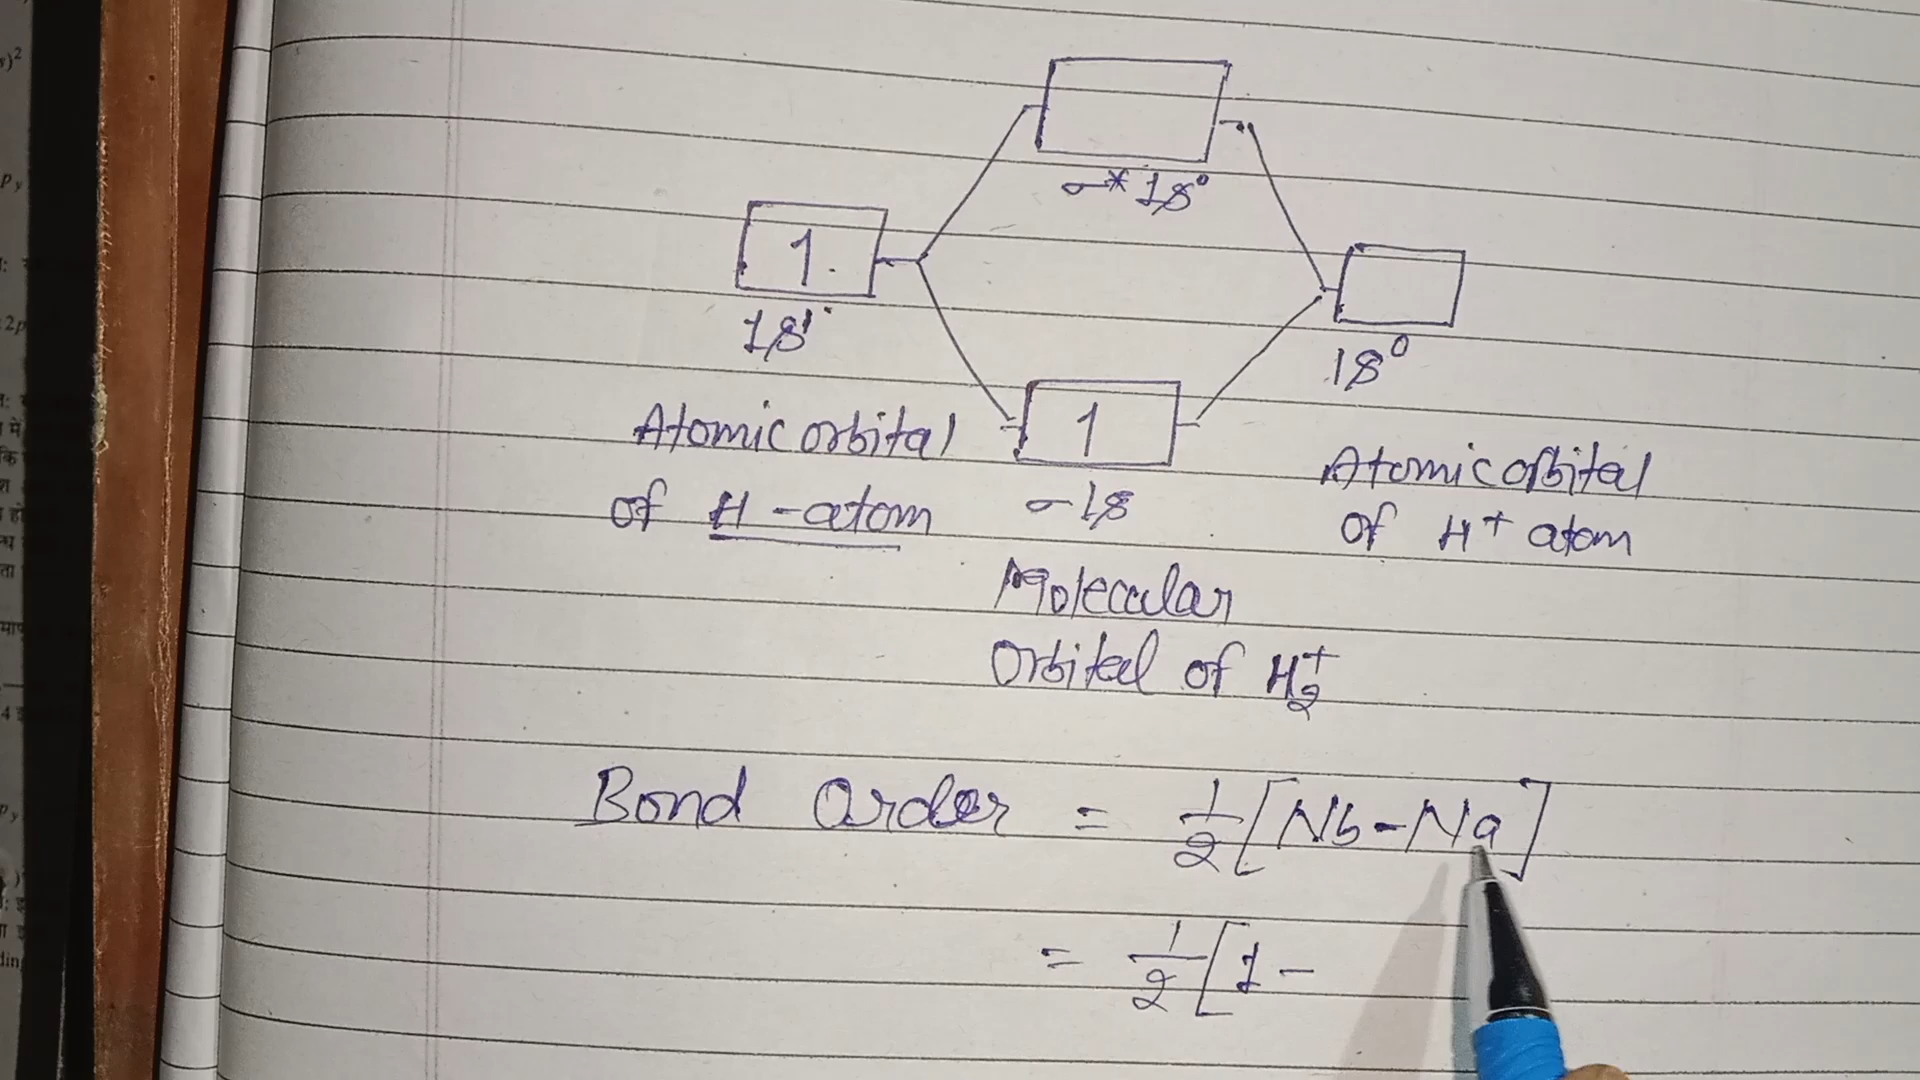 σ* 1s⁰
1
1s¹
1s⁰
1
Atomic orbital
of H - atom
σ1s
Atomic orbital
of H⁺ atom
Molecular
Orbital of H₂⁺
Bond Order = 1/2 [Nb - Na]
= 1/2 [1 -